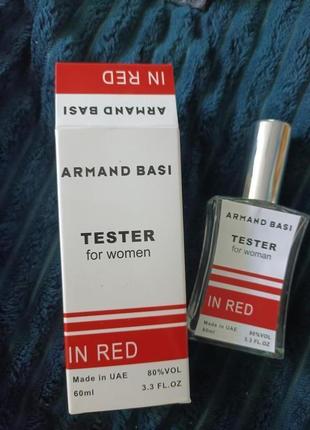 IN RED
ARMAND BASI
ARMAND BASI
TESTER
for women
IN RED
Made in UAE 80%VOL
60ml 3.3 FL.OZ
ARMAND BASI
TESTER
for woman
IN RED
Made in UAE 80%VOL
60ml 3.3 FL.OZ